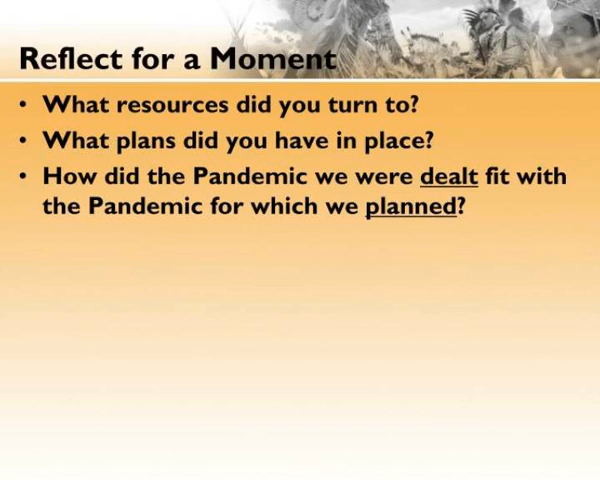 Reflect for a Moment
• What resources did you turn to?
• What plans did you have in place?
• How did the Pandemic we were dealt fit with
the Pandemic for which we planned?